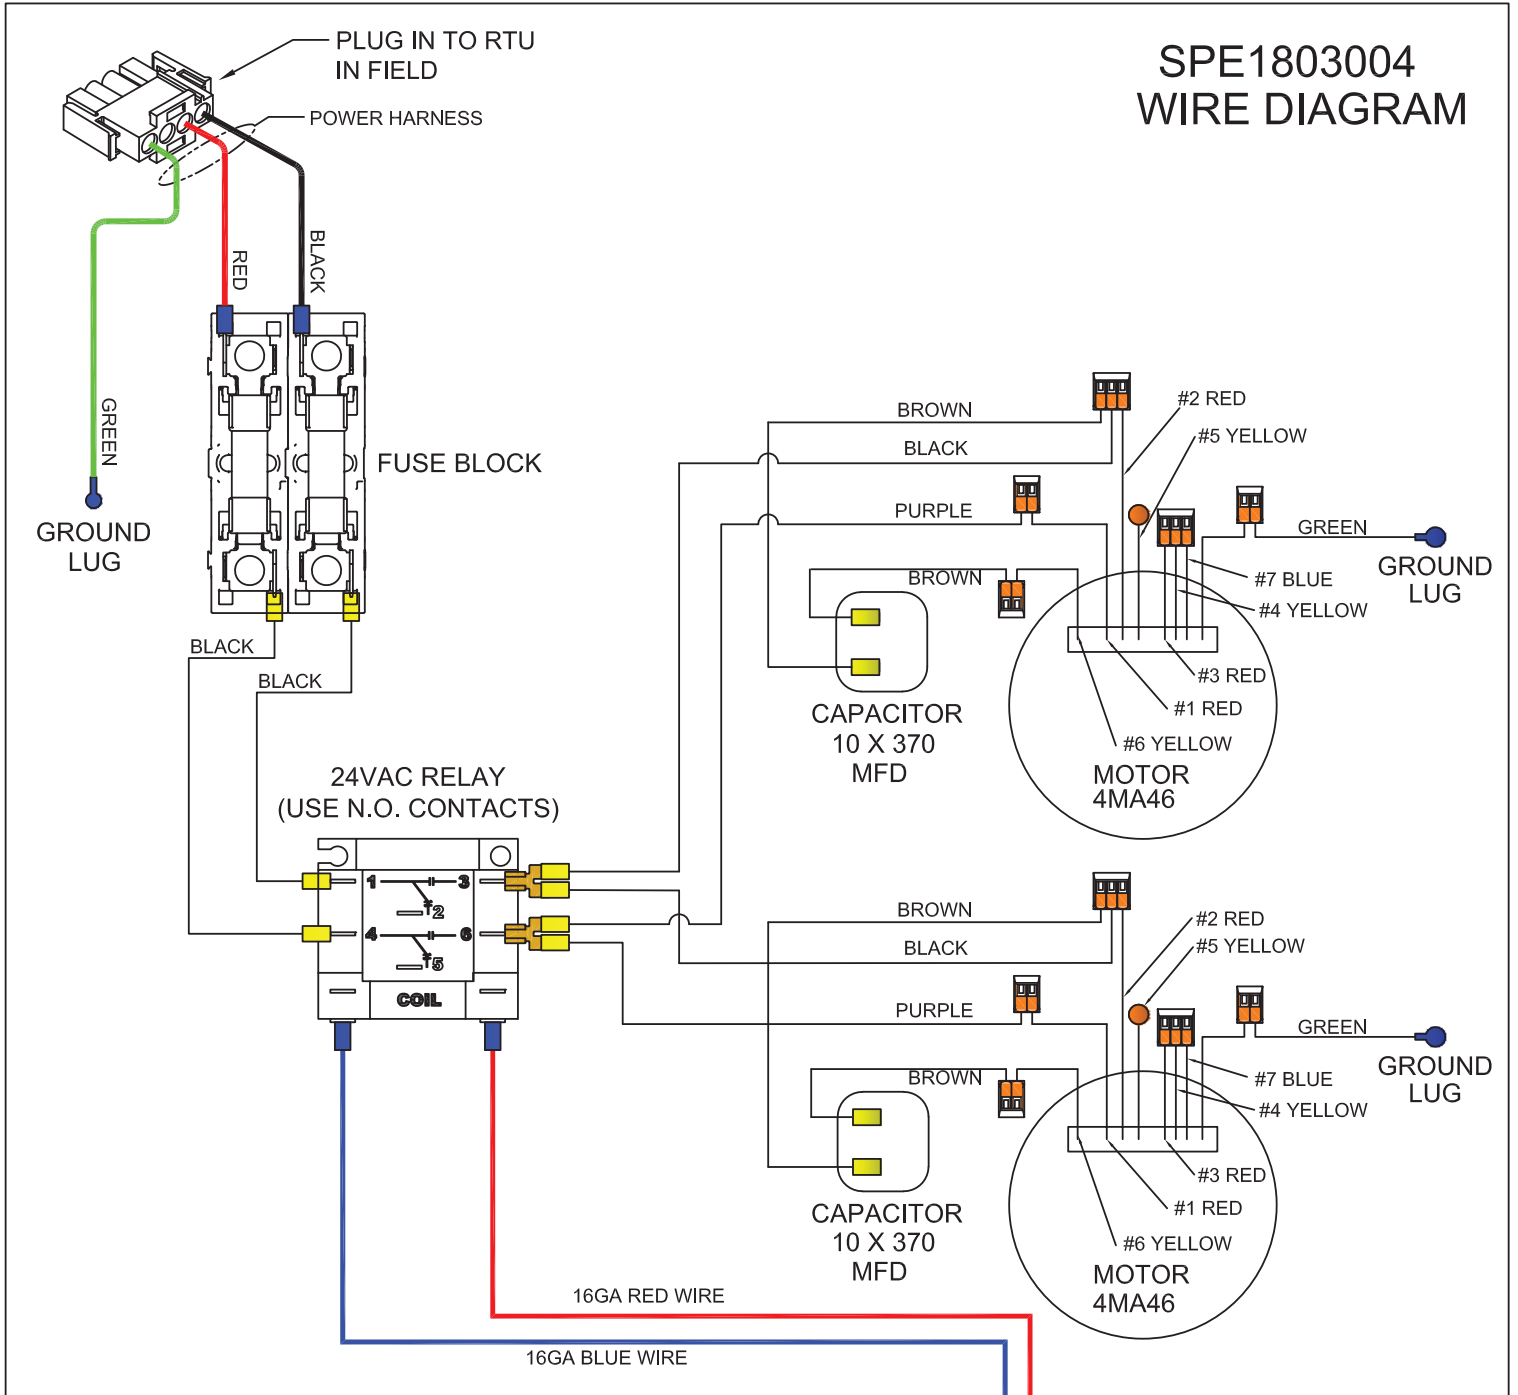 PLUG IN TO RTU
IN FIELD
SPE1803004
WIRE DIAGRAM
POWER HARNESS
RED
BLACK
GREEN
GROUND
LUG
FUSE BLOCK
BLACK
BLACK
24VAC RELAY
(USE N.O. CONTACTS)
1
3
2
4
6
5
COIL
BROWN
BLACK
PURPLE
BROWN
#2 RED
#5 YELLOW
GREEN
GROUND
LUG
#7 BLUE
#4 YELLOW
#3 RED
#1 RED
#6 YELLOW
CAPACITOR
10 X 370
MFD
MOTOR
4MA46
BROWN
BLACK
PURPLE
BROWN
#2 RED
#5 YELLOW
GREEN
GROUND
LUG
#7 BLUE
#4 YELLOW
#3 RED
#1 RED
#6 YELLOW
CAPACITOR
10 X 370
MFD
MOTOR
4MA46
16GA RED WIRE
16GA BLUE WIRE